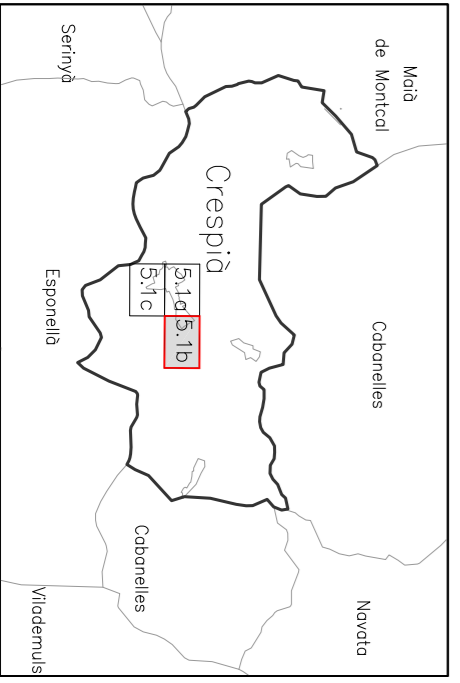 Maià
de Montcal
Cabanelles
Navata
Serinyà
Crespià
5.1a
5.1b
5.1c
Esponellà
Cabanelles
Vilademuls